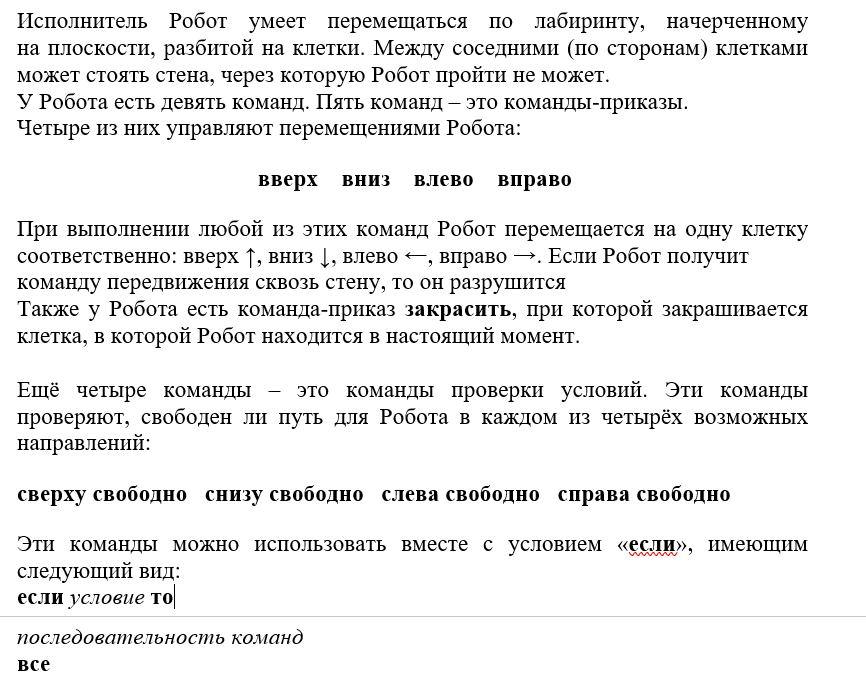 Исполнитель Робот умеет перемещаться по лабиринту, начерченному
на плоскости, разбитой на клетки. Между соседними (по сторонам) клетками
может стоять стена, через которую Робот пройти не может.
У Робота есть девять команд. Пять команд – это команды-приказы.
Четыре из них управляют перемещениями Робота:
вверх вниз влево вправо
При выполнении любой из этих команд Робот перемещается на одну клетку
соответственно: вверх ↑, вниз ↓, влево ←, вправо →. Если Робот получит
команду передвижения сквозь стену, то он разрушится
Также у Робота есть команда-приказ закрасить, при которой закрашивается
клетка, в которой Робот находится в настоящий момент.
Ещё четыре команды – это команды проверки условий. Эти команды
проверяют, свободен ли путь для Робота в каждом из четырёх возможных
направлений:
сверху свободно снизу свободно слева свободно справа свободно
Эти команды можно использовать вместе с условием «если», имеющим
следующий вид:
если условие то
последовательность команд
все